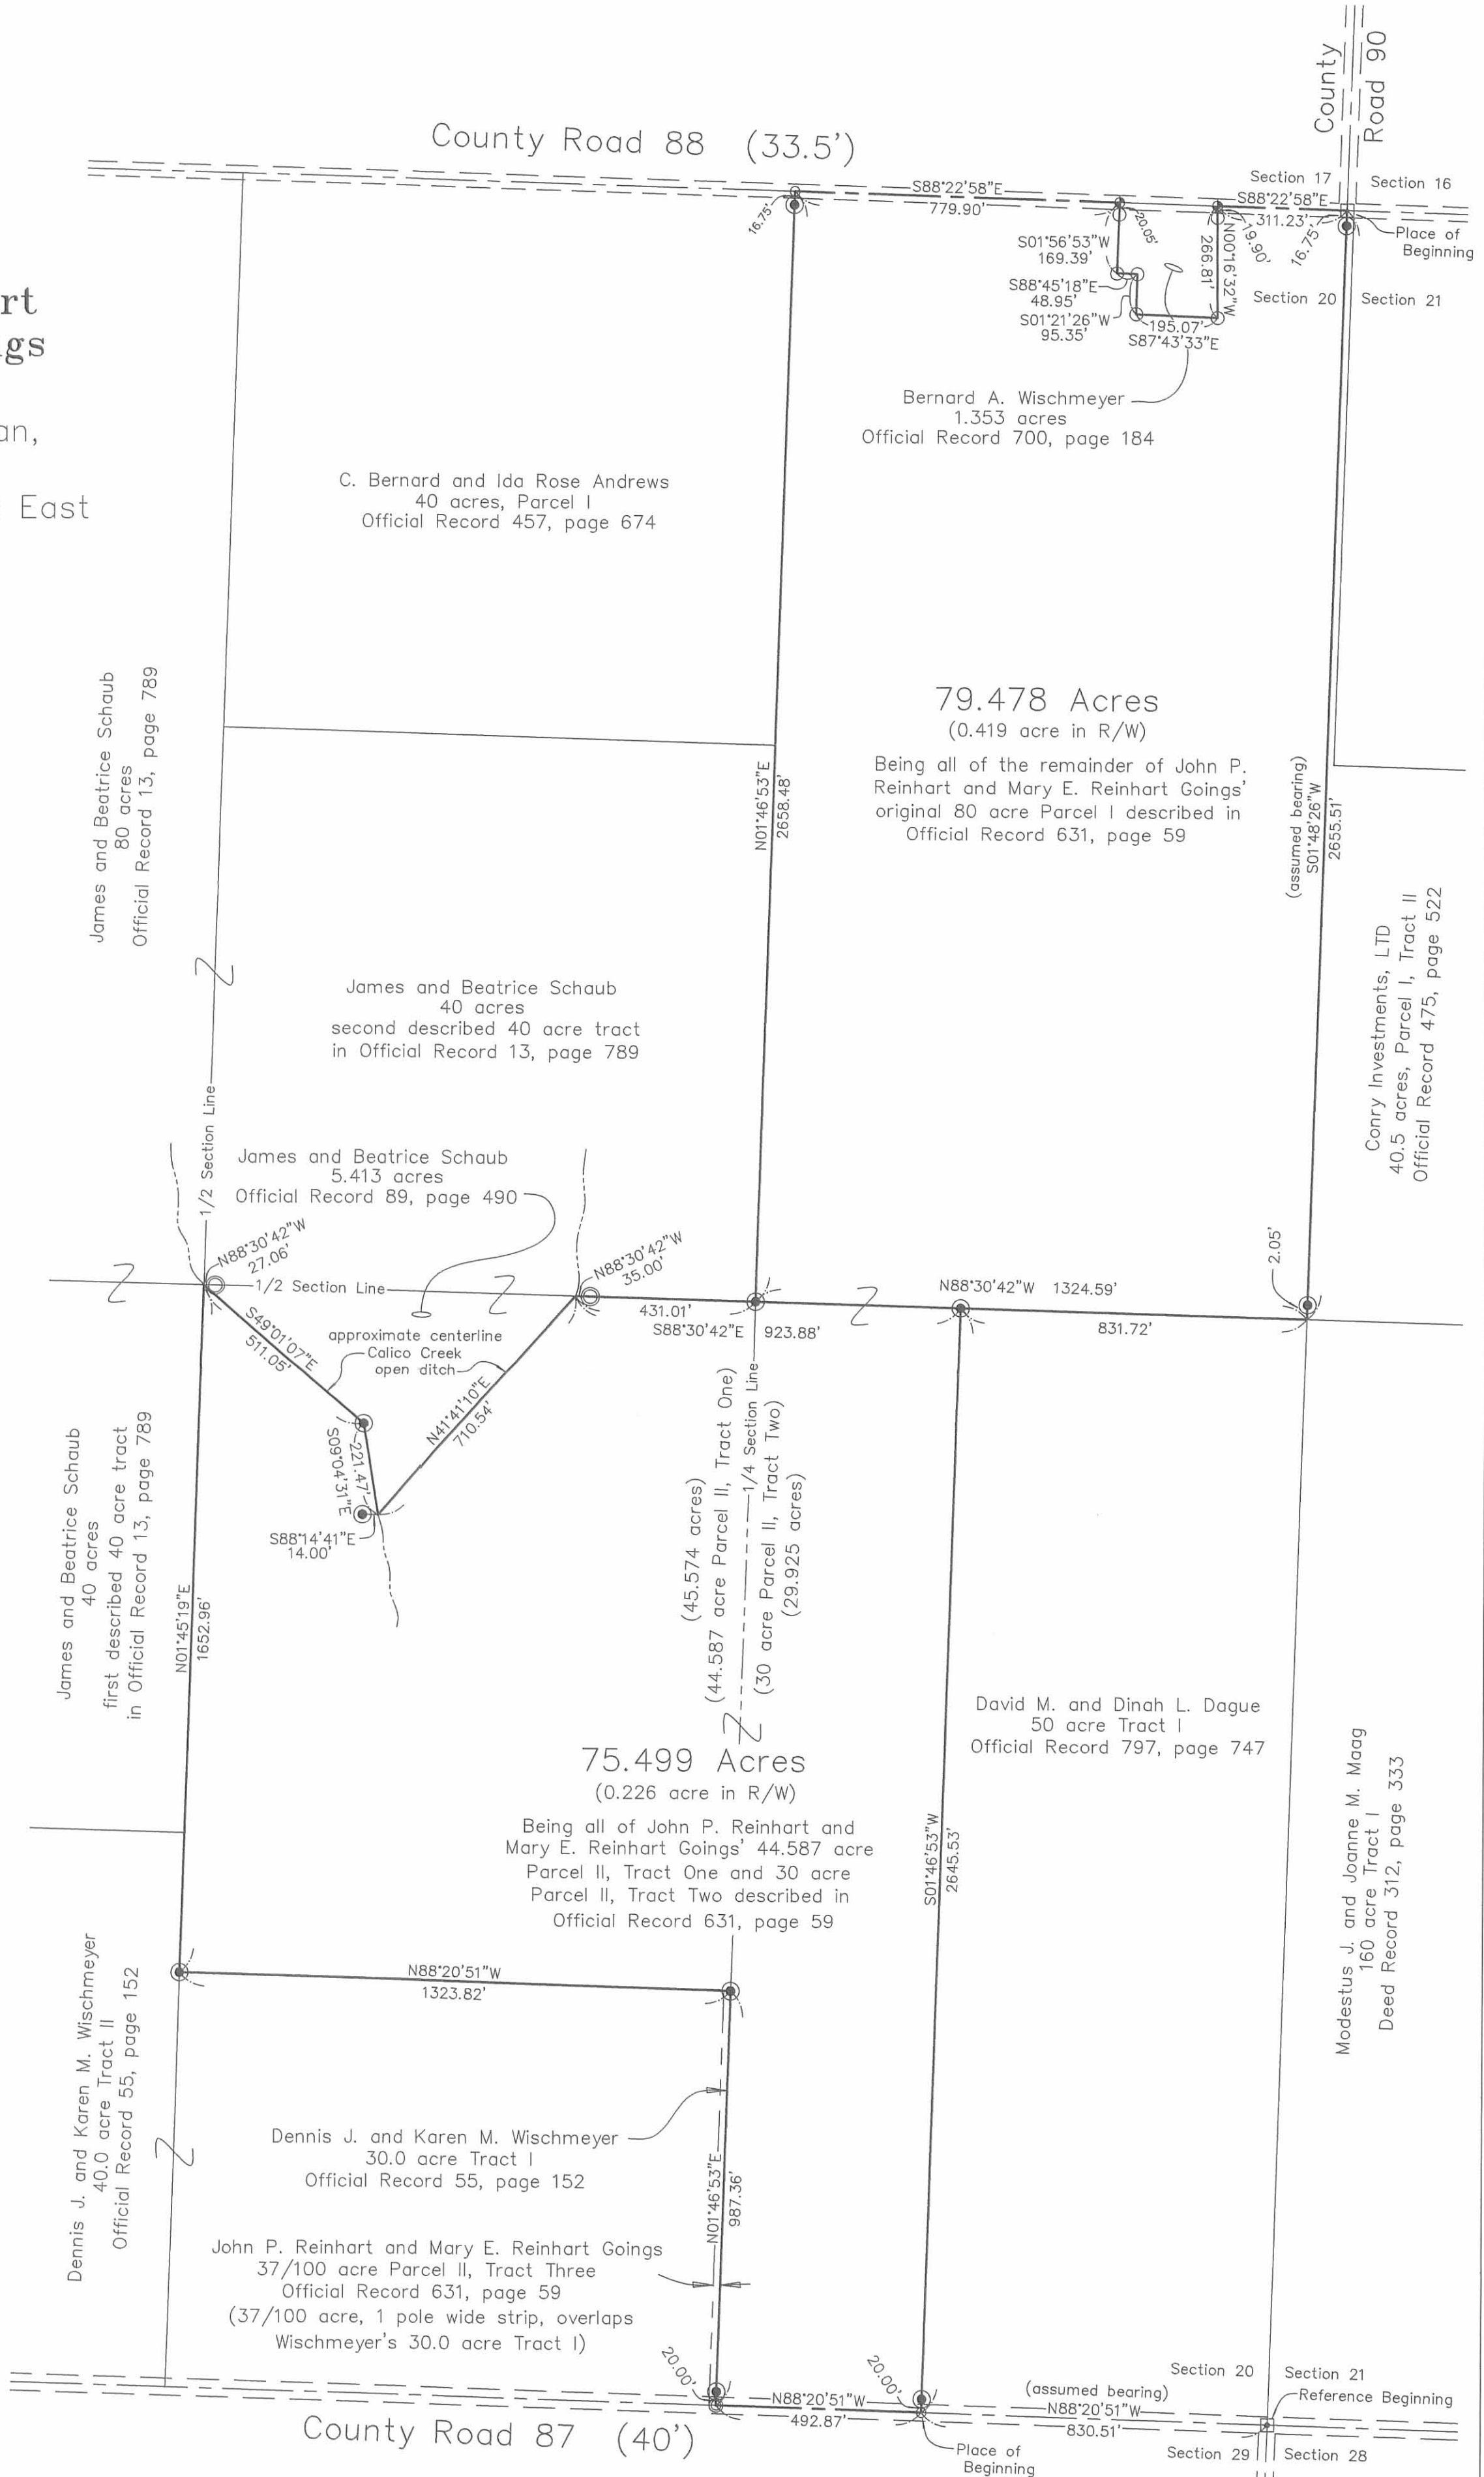 County
Road 90
County Road 88 (33.5')
Section 17
Section 16
S88°22'58"E
779.90'
S88°22'58"E
311.23'
16.75'
20.05'
19.90'
16.75'
Place of
Beginning
S01°56'53"W
169.39'
S88°45'18"E
48.95'
S01°21'26"W
95.35'
195.07'
S87°43'33"E
N00°16'32"W
266.81'
Section 20
Section 21
rt
gs
an,
East
Bernard A. Wischmeyer
1.353 acres
Official Record 700, page 184
C. Bernard and Ida Rose Andrews
40 acres, Parcel I
Official Record 457, page 674
James and Beatrice Schaub
80 acres
Official Record 13, page 789
79.478 Acres
(0.419 acre in R/W)
Being all of the remainder of John P.
Reinhart and Mary E. Reinhart Goings'
original 80 acre Parcel I described in
Official Record 631, page 59
N01°46'53"E
2658.48'
(assumed bearing)
S01°48'26"W
2655.51'
Conry Investments, LTD
40.5 acres, Parcel I, Tract II
Official Record 475, page 522
James and Beatrice Schaub
40 acres
second described 40 acre tract
in Official Record 13, page 789
1/2 Section Line
James and Beatrice Schaub
5.413 acres
Official Record 89, page 490
N88°30'42"W
27.06'
1/2 Section Line
N88°30'42"W
35.00'
431.01'
S88°30'42"E 923.88'
N88°30'42"W 1324.59'
831.72'
2.05'
S49°01'07"E
511.05'
approximate centerline
Calico Creek
open ditch
N41°41'10"E
710.54'
221.47'
S09°04'31"E
S88°14'41"E
14.00'
(45.574 acres)
(44.587 acre Parcel II, Tract One)
1/4 Section Line
(30 acre Parcel II, Tract Two)
(29.925 acres)
James and Beatrice Schaub
40 acres
first described 40 acre tract
in Official Record 13, page 789
N01°45'19"E
1652.96'
75.499 Acres
(0.226 acre in R/W)
Being all of John P. Reinhart and
Mary E. Reinhart Goings' 44.587 acre
Parcel II, Tract One and 30 acre
Parcel II, Tract Two described in
Official Record 631, page 59
David M. and Dinah L. Dague
50 acre Tract I
Official Record 797, page 747
S01°46'53"W
2645.53'
Modestus J. and Joanne M. Maag
160 acre Tract I
Deed Record 312, page 333
N88°20'51"W
1323.82'
Dennis J. and Karen M. Wischmeyer
40.0 acre Tract II
Official Record 55, page 152
Dennis J. and Karen M. Wischmeyer
30.0 acre Tract I
Official Record 55, page 152
N01°46'53"E
987.36'
John P. Reinhart and Mary E. Reinhart Goings
37/100 acre Parcel II, Tract Three
Official Record 631, page 59
(37/100 acre, 1 pole wide strip, overlaps
Wischmeyer's 30.0 acre Tract I)
20.00'
20.00'
N88°20'51"W
492.87'
(assumed bearing)
N88°20'51"W
830.51'
Section 20
Section 21
Reference Beginning
County Road 87 (40')
Place of
Beginning
Section 29
Section 28